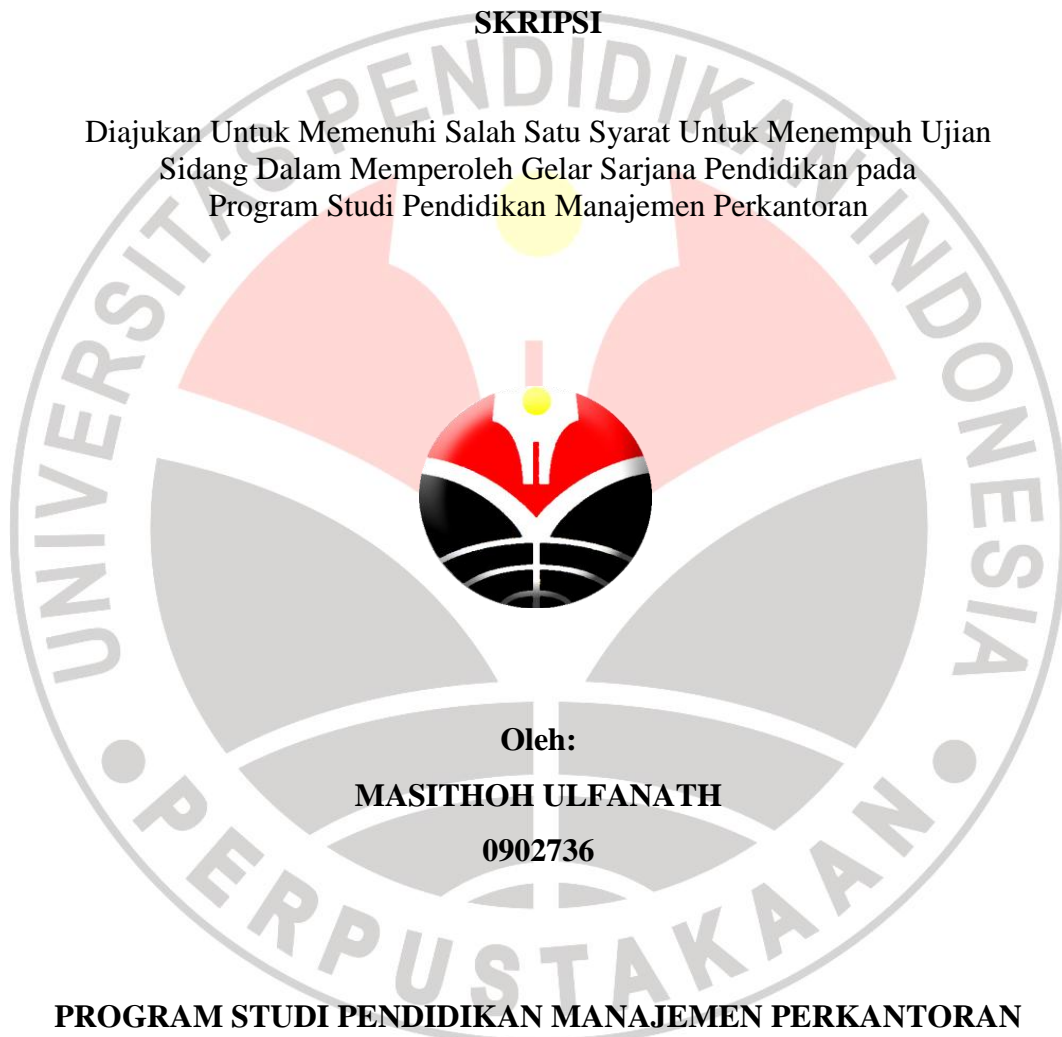 SKRIPSI
Diajukan Untuk Memenuhi Salah Satu Syarat Untuk Menempuh Ujian
Sidang Dalam Memperoleh Gelar Sarjana Pendidikan pada
Program Studi Pendidikan Manajemen Perkantoran
UNIVERSITAS PENDIDIKAN INDONESIA
Oleh:
MASITHOH ULFANATH
0902736
PERPUSTAKAAN
PROGRAM STUDI PENDIDIKAN MANAJEMEN PERKANTORAN